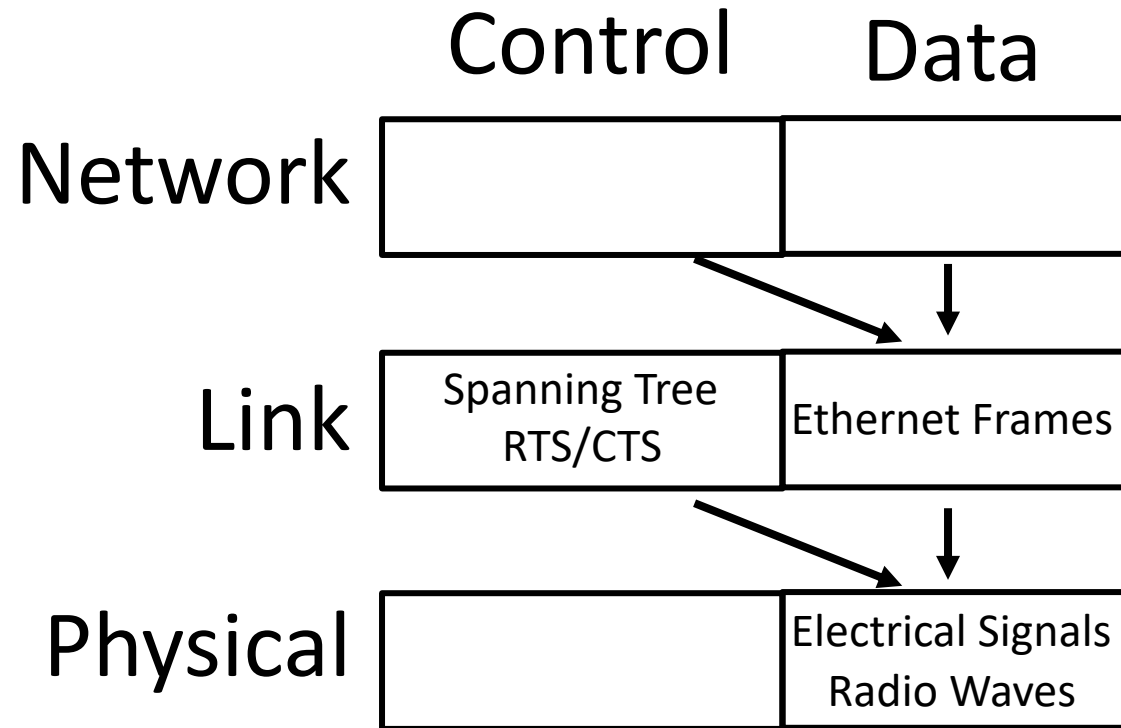 Control Data
Network
Link
Spanning Tree
RTS/CTS
Ethernet Frames
Physical
Electrical Signals
Radio Waves